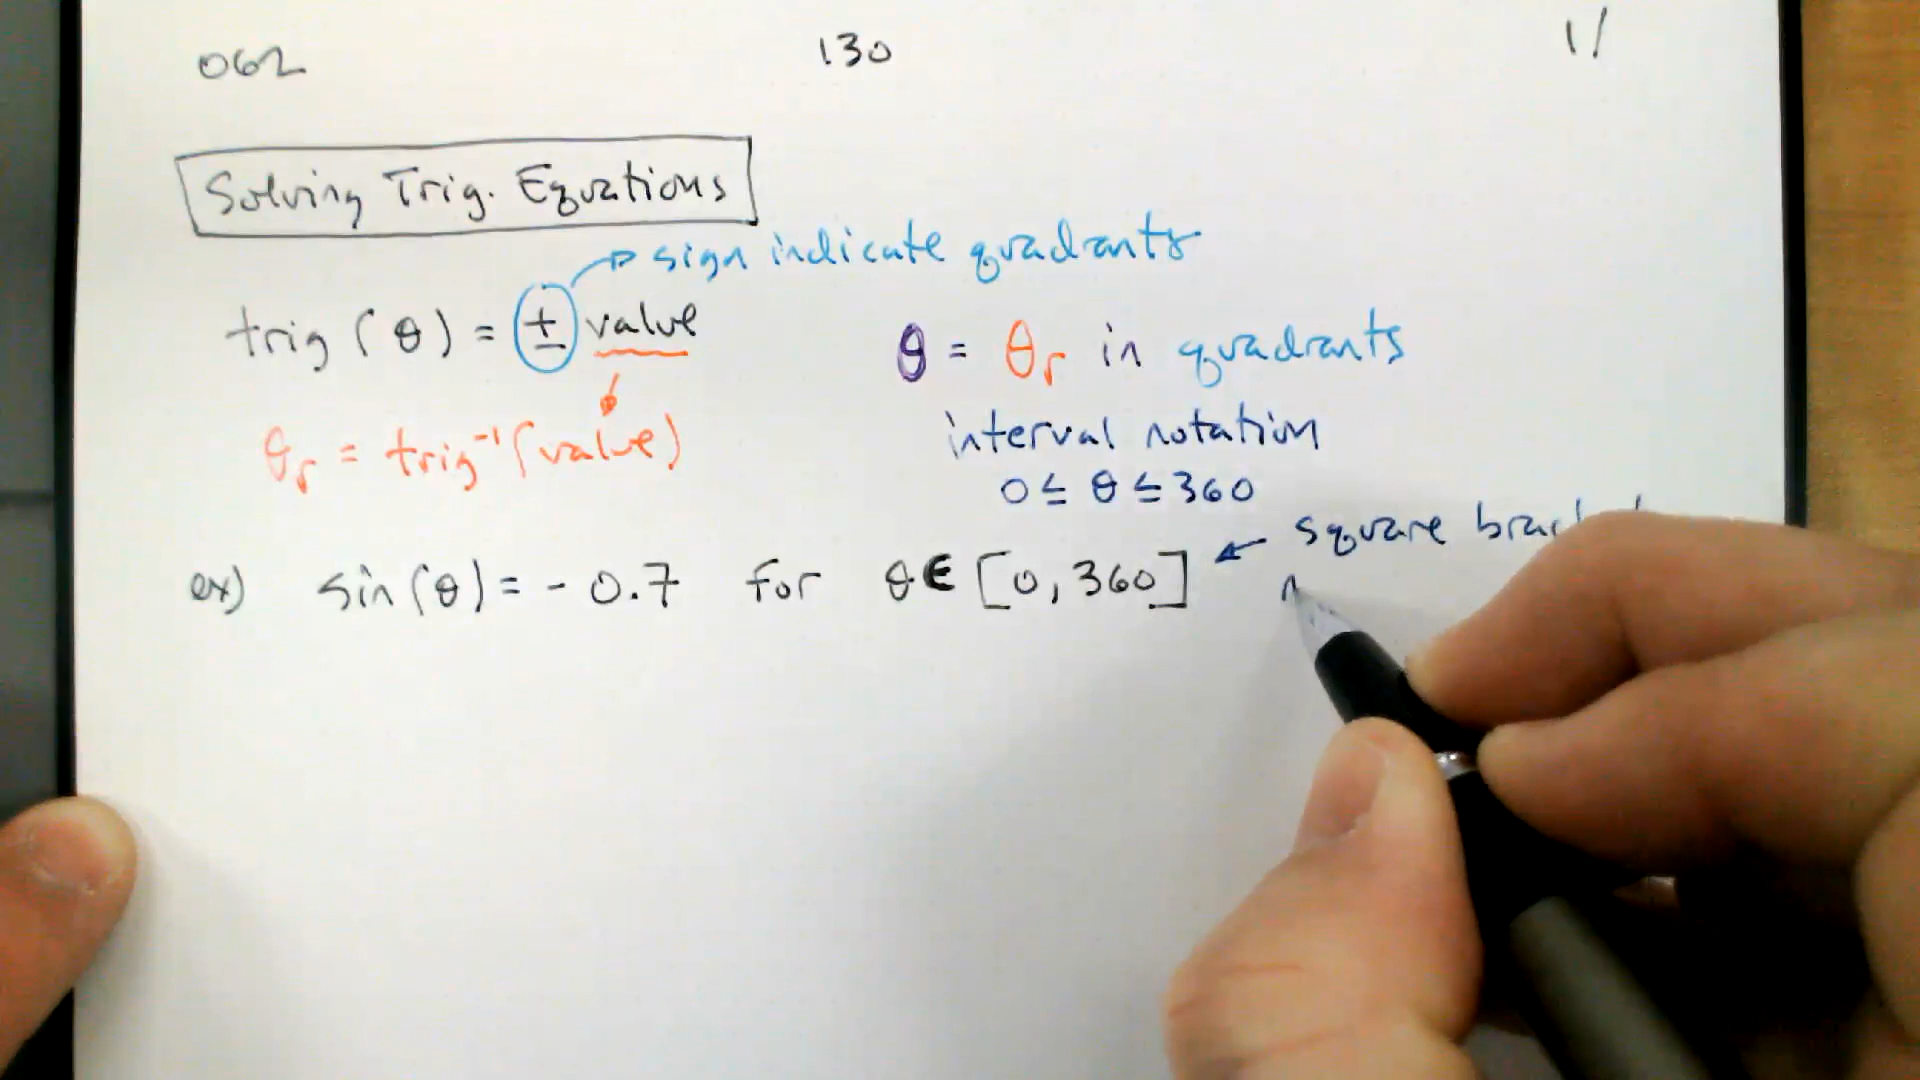 062 130 1/
Solving Trig. Equations
sign indicate quadrants
trig (θ) = ± value
θ = θr in quadrants
θr = trig⁻¹(value)
interval notation
0 ≤ θ ≤ 360
square
ex) sin(θ) = - 0.7 for θ ∈ [0, 360]